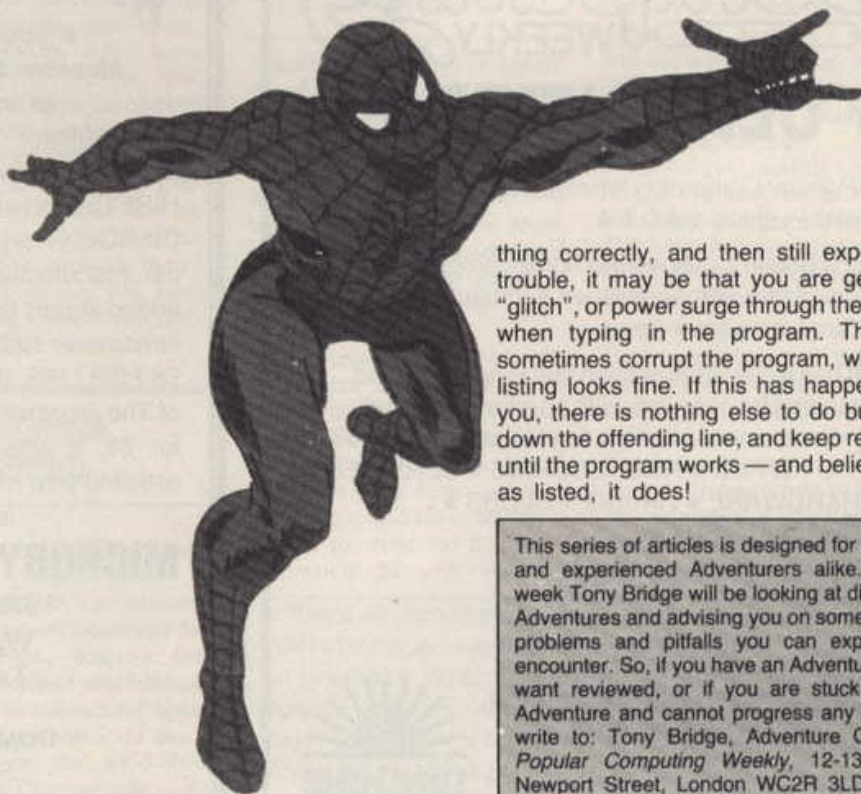 WEEKLY
thing correctly, and then still exp
trouble, it may be that you are ge
"glitch", or power surge through the
when typing in the program. Th
sometimes corrupt the program, w
listing looks fine. If this has happe
you, there is nothing else to do bu
down the offending line, and keep re
until the program works — and belie
as listed, it does!
This series of articles is designed for
and experienced Adventurers alike.
week Tony Bridge will be looking at di
Adventures and advising you on some
problems and pitfalls you can exp
encounter. So, if you have an Adventu
want reviewed, or if you are stuck
Adventure and cannot progress any
write to: Tony Bridge, Adventure C
Popular Computing Weekly, 12-13
Newport Street, London WC2R 3LD